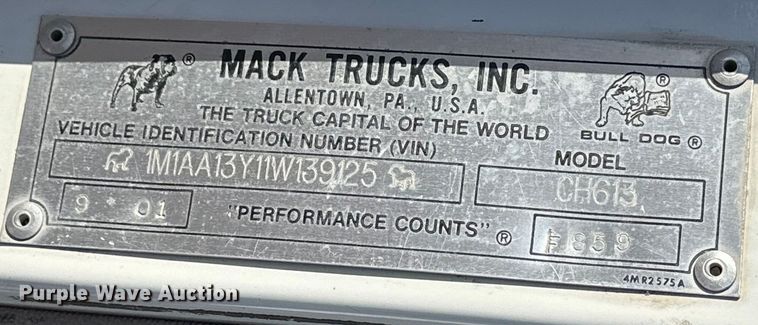 MACK TRUCKS, INC.
ALLENTOWN, PA., U.S.A.
THE TRUCK CAPITAL OF THE WORLD
BULL DOG ®
VEHICLE IDENTIFICATION NUMBER (VIN)
MODEL
1M1AA13Y11W139125
CH613
9 01
"PERFORMANCE COUNTS" ®
F859
4MR2575A
Purple Wave Auction